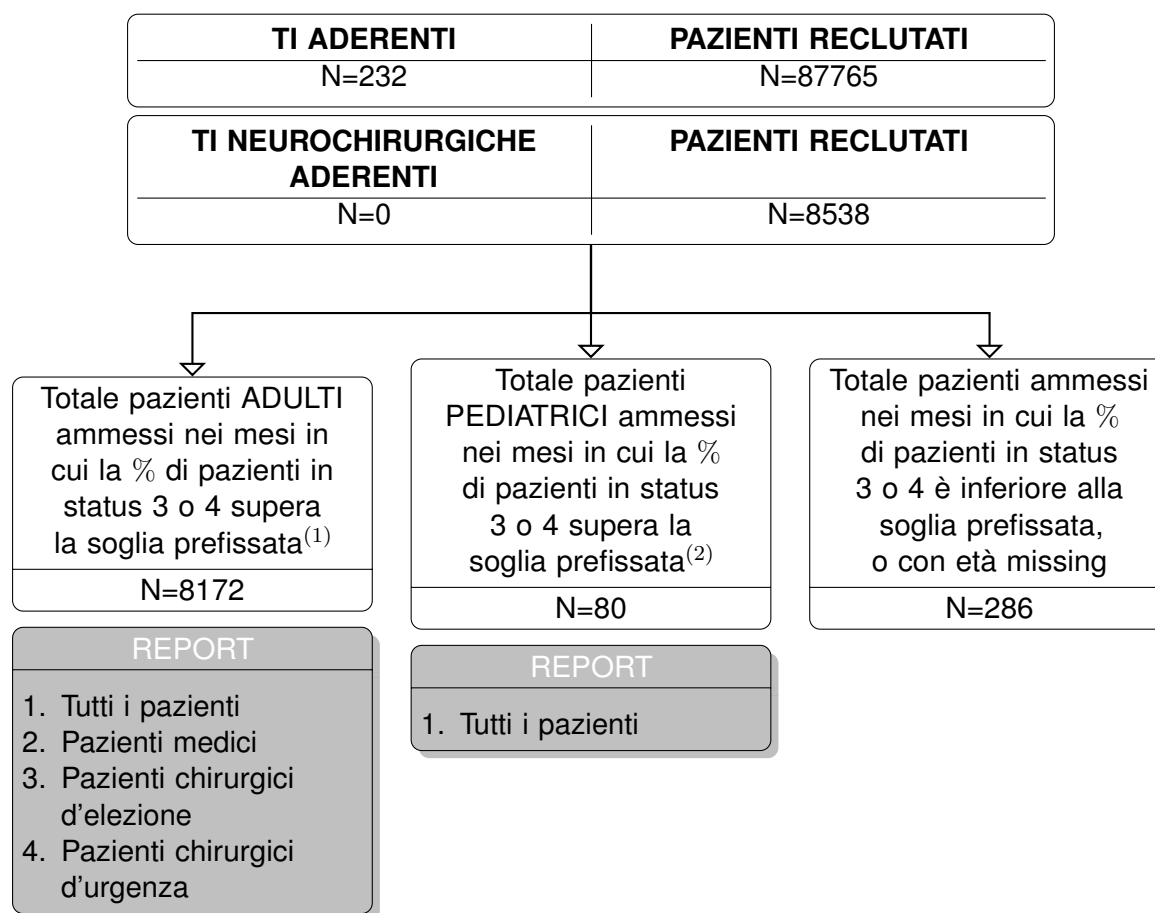 TI ADERENTI PAZIENTI RECLUTATI
N=232 N=87765
TI NEUROCHIRURGICHE PAZIENTI RECLUTATI
ADERENTI
N=0 N=8538
Totale pazienti ADULTI
ammessi nei mesi in
cui la % di pazienti in
status 3 o 4 supera
la soglia prefissata(1)
N=8172
REPORT
1. Tutti i pazienti
2. Pazienti medici
3. Pazienti chirurgici
d'elezione
4. Pazienti chirurgici
d'urgenza
Totale pazienti
PEDIATRICI ammessi
nei mesi in cui la %
di pazienti in status
3 o 4 supera la
soglia prefissata(2)
N=80
REPORT
1. Tutti i pazienti
Totale pazienti ammessi
nei mesi in cui la %
di pazienti in status
3 o 4 è inferiore alla
soglia prefissata,
o con età missing
N=286